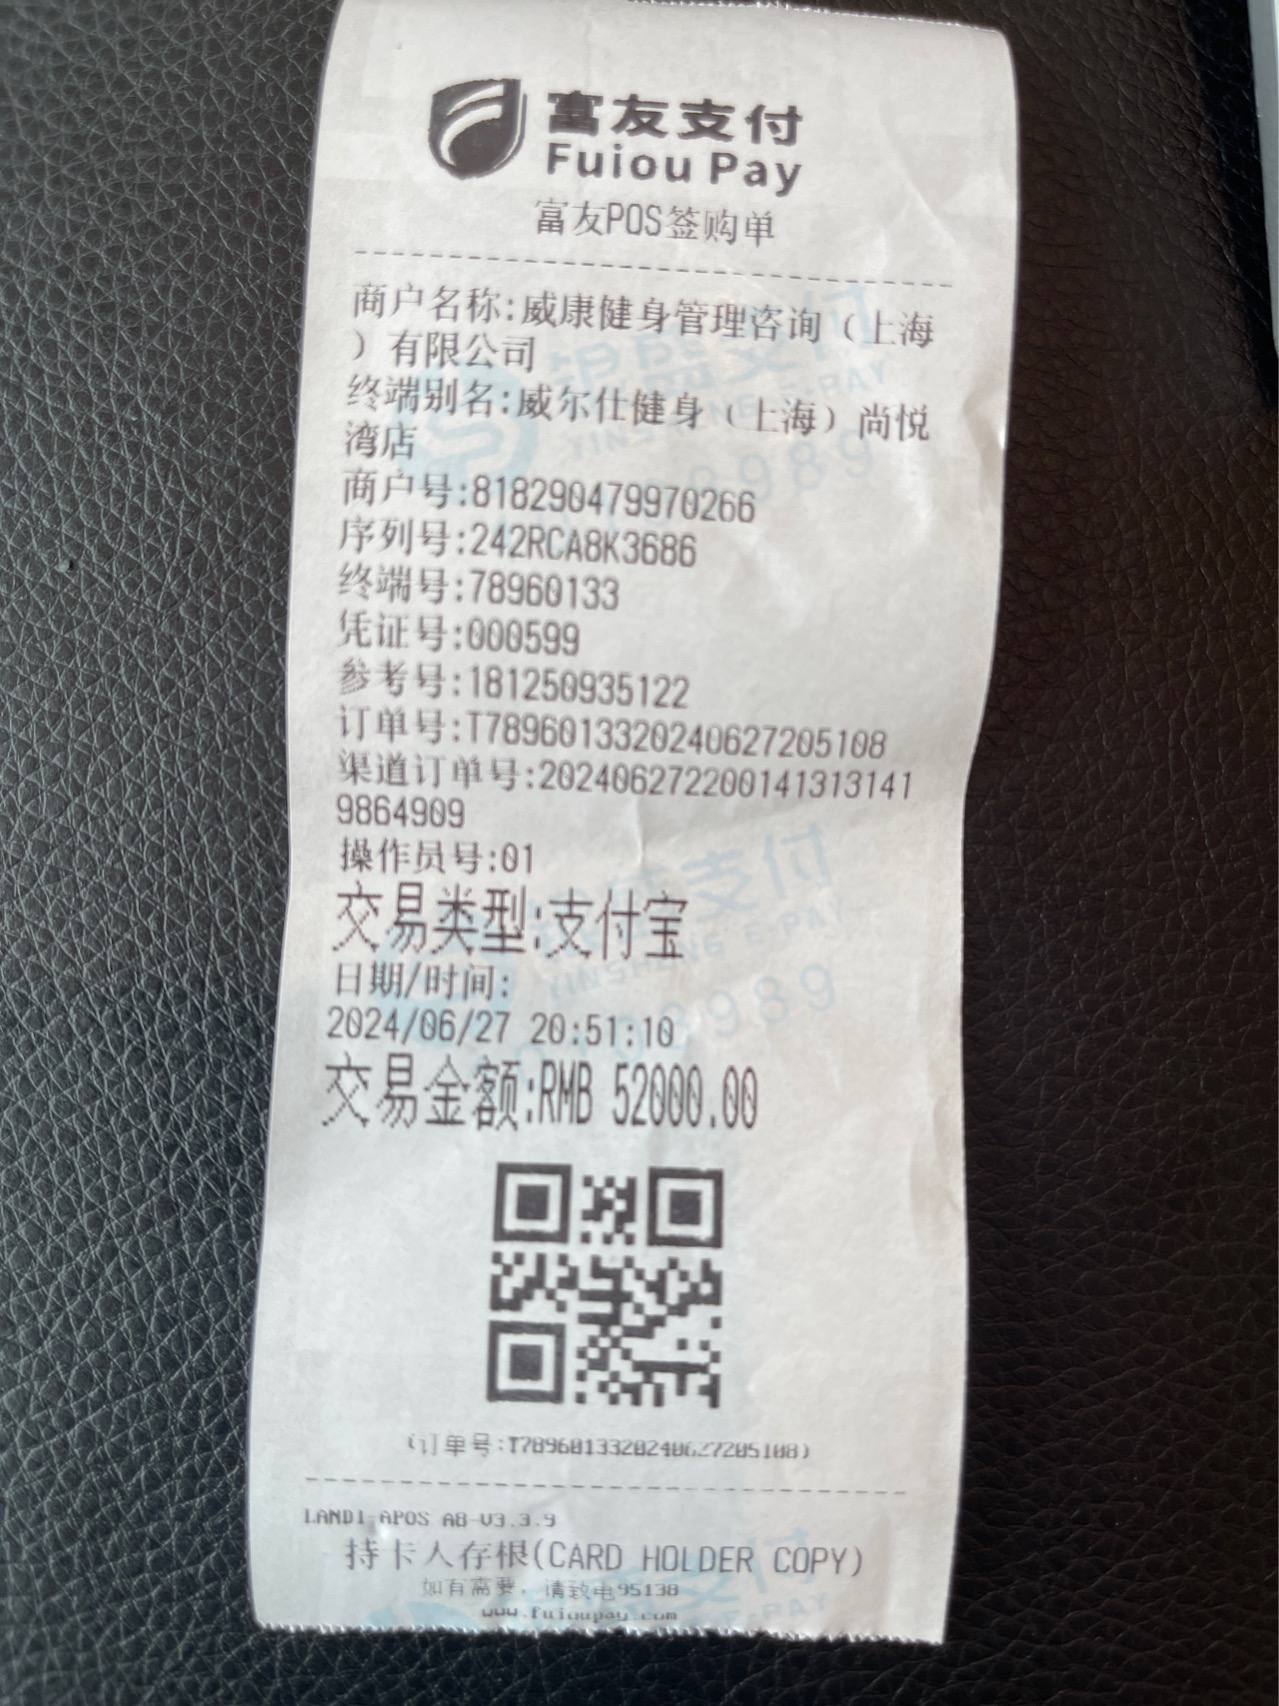 富友支付
Fuiou Pay
富友POS签购单
商户名称:威康健身管理咨询（上海
）有限公司
终端别名:威尔仕健身（上海）尚悦
湾店
商户号:818290479970266
序列号:242RCA8K3686
终端号:78960133
凭证号:000599
参考号:181250935122
订单号:T7896013320240627205108
渠道订单号:202406272200141313141
9864909
操作员号:01
交易类型:支付宝
日期/时间:
2024/06/27 20:51:10
交易金额:RMB 52000.00
(订单号:T7896013320240627205108)
LANDI APOS A8-V3.3.9
持卡人存根(CARD HOLDER COPY)
如有需要，请致电95138
www.fuioupay.com